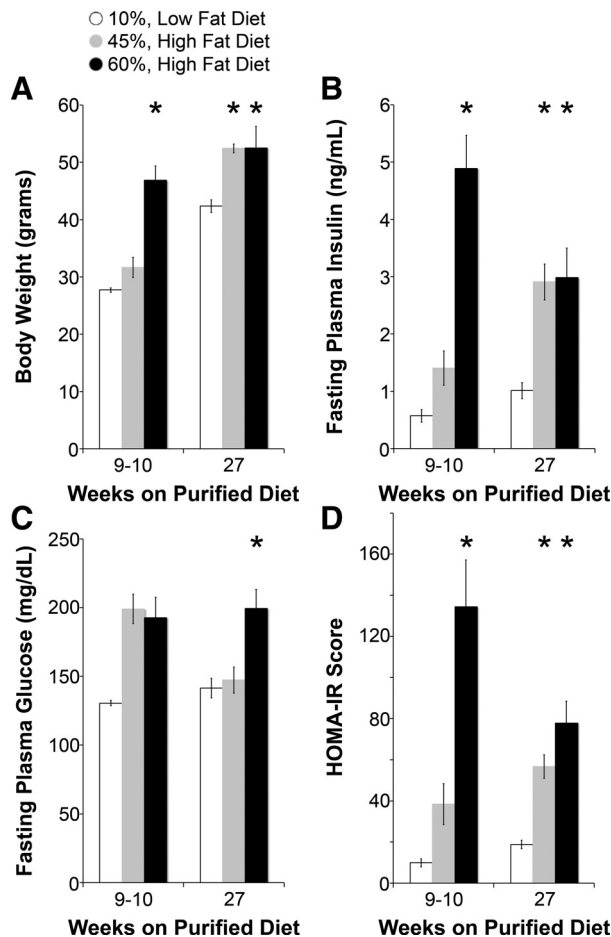 10%, Low Fat Diet
45%, High Fat Diet
60%, High Fat Diet
A
Body Weight (grams)
60
50
40
30
20
10
0
* * *
9-10 27
Weeks on Purified Diet
B
Fasting Plasma Insulin (ng/mL)
6
5
4
3
2
1
0
* * *
9-10 27
Weeks on Purified Diet
C
Fasting Plasma Glucose (mg/dL)
250
200
150
100
50
0
*
9-10 27
Weeks on Purified Diet
D
HOMA-IR Score
160
120
80
40
0
* * *
9-10 27
Weeks on Purified Diet